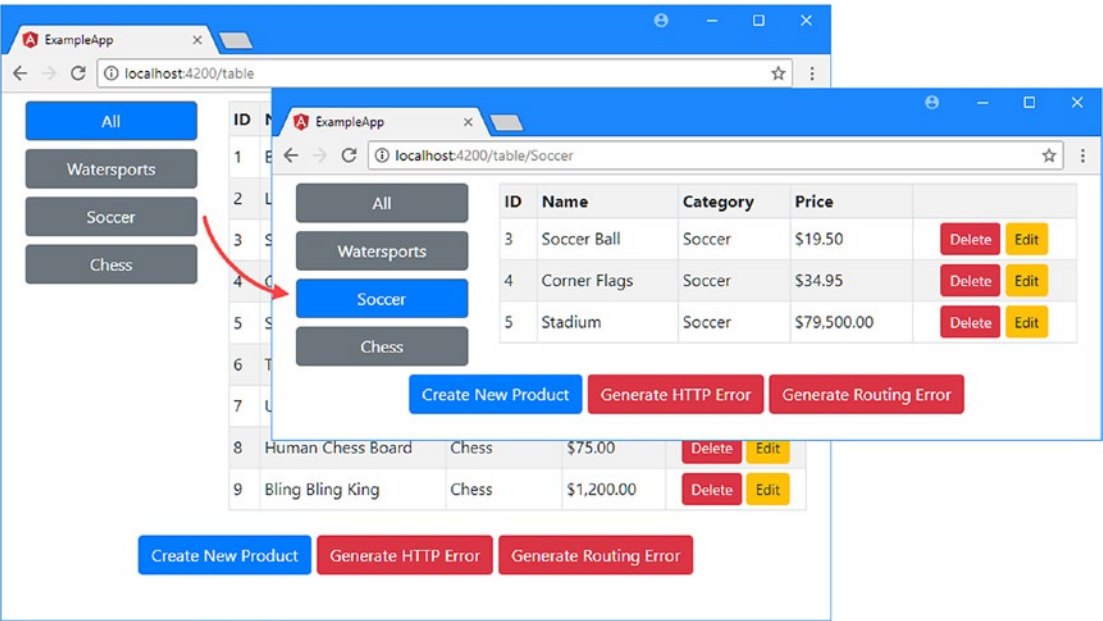 ExampleApp
localhost:4200/table
All
Watersports
Soccer
Chess
ID
1
2
3
4
5
6
7
8 Human Chess Board Chess $75.00 Delete Edit
9 Bling Bling King Chess $1,200.00 Delete Edit
Create New Product Generate HTTP Error Generate Routing Error
ExampleApp
localhost:4200/table/Soccer
All
Watersports
Soccer
Chess
ID Name Category Price
3 Soccer Ball Soccer $19.50 Delete Edit
4 Corner Flags Soccer $34.95 Delete Edit
5 Stadium Soccer $79,500.00 Delete Edit
Create New Product Generate HTTP Error Generate Routing Error